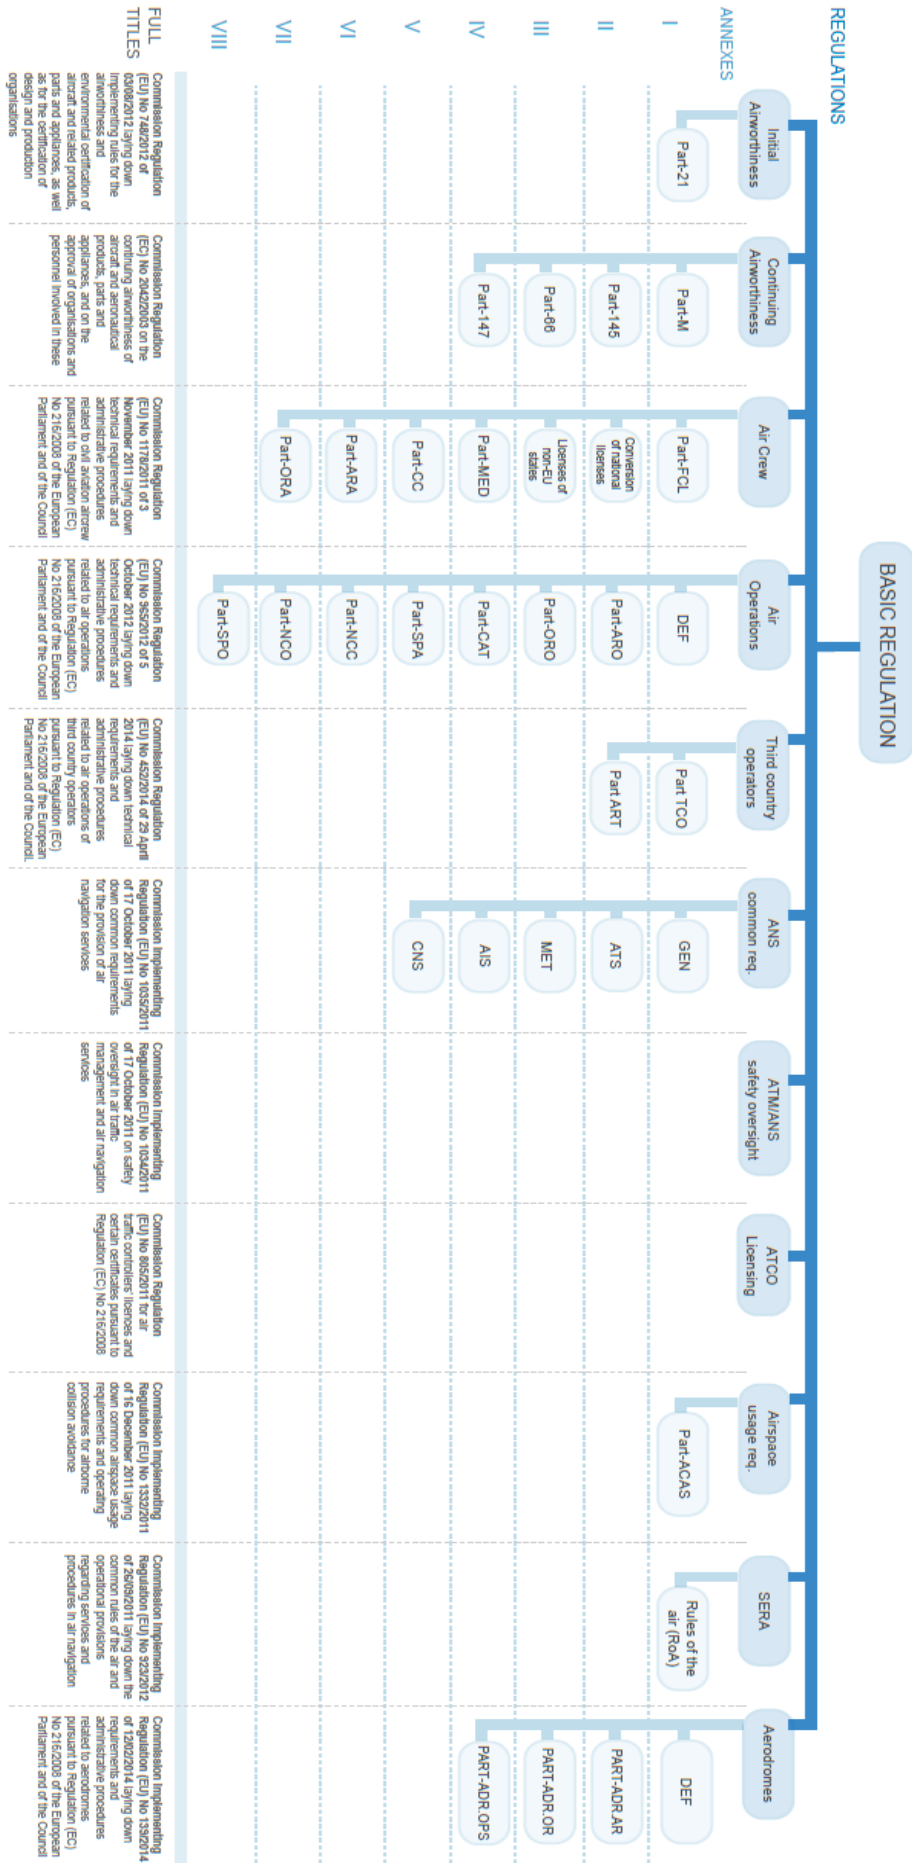 BASIC REGULATION
REGULATIONS
Initial
Airworthiness
Continuing
Airworthiness
Air Crew
Air
Operations
Third country
operators
ANS
common req.
ATM/ANS
safety oversight
ATCO
Licensing
Airspace
usage req.
SERA
Aerodromes
ANNEXES
I
Part-21
Part-M
Part-FCL
DEF
Part TCO
GEN
Part-ACAS
Rules of the
air (RoA)
DEF
II
Part-145
Conversion
of national
licenses
Part-ARO
Part ART
ATS
PART-ADR.AR
III
Part-66
Licenses of
non-EU
states
Part-ORO
MET
PART-ADR.OR
IV
Part-147
Part-MED
Part-CAT
AIS
PART-ADR.OPS
V
Part-CC
Part-SPA
CNS
VI
Part-ARA
Part-NCC
VII
Part-ORA
Part-NCO
VIII
Part-SPO
FULL
TITLES
Commission Regulation
(EU) No 748/2012 of
03/08/2012 laying down
implementing rules for the
airworthiness and
environmental certification of
aircraft and related products,
parts and appliances, as well
as for the certification of
design and production
organisations
Commission Regulation
(EC) No 2042/2003 on the
continuing airworthiness of
aircraft and aeronautical
products, parts and
appliances, and on the
approval of organisations and
personnel involved in these
Commission Regulation
(EU) No 1178/2011 of 3
November 2011 laying down
technical requirements and
administrative procedures
related to civil aviation aircrew
pursuant to Regulation (EC)
No 216/2008 of the European
Parliament and of the Council
Commission Regulation
(EU) No 965/2012 of 5
October 2012 laying down
technical requirements and
administrative procedures
related to air operations
pursuant to Regulation (EC)
No 216/2008 of the European
Parliament and of the Council
Commission Regulation
(EU) No 452/2014 of 29 April
2014 laying down technical
requirements and
administrative procedures
related to air operations of
third country operators
pursuant to Regulation (EC)
No 216/2008 of the European
Parliament and of the Council.
Commission Implementing
Regulation (EU) No 1035/2011
of 17 October 2011 laying
down common requirements
for the provision of air
navigation services
Commission Implementing
Regulation (EU) No 1034/2011
of 17 October 2011 on safety
oversight in air traffic
management and air navigation
services
Commission Regulation
(EU) No 805/2011 for air
traffic controllers' licences and
certain certificates pursuant to
Regulation (EC) No 216/2008
Commission Implementing
Regulation (EU) No 1332/2011
of 16 December 2011 laying
down common airspace usage
requirements and operating
procedures for airborne
collision avoidance
Commission Implementing
Regulation (EU) No 923/2012
of 26/09/2011 laying down the
common rules of the air and
operational provisions
regarding services and
procedures in air navigation
Commission Implementing
Regulation (EU) No 139/2014
of 12/02/2014 laying down
requirements and
administrative procedures
related to aerodromes
pursuant to Regulation (EC)
No 216/2008 of the European
Parliament and of the Council